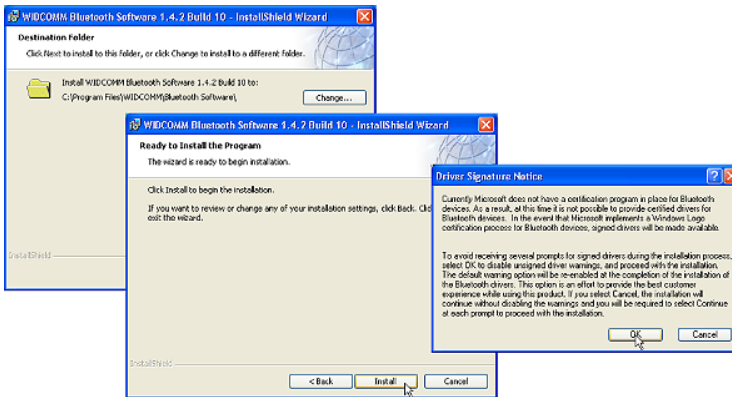 WIDCOMM Bluetooth Software 1.4.2 Build 10 - InstallShield Wizard
Destination Folder
Click Next to install to this folder, or click Change to install to a different folder.
Install WIDCOMM Bluetooth Software 1.4.2 Build 10 to:
C:\Program Files\WIDCOMM\Bluetooth Software\
Change...
InstallShield
WIDCOMM Bluetooth Software 1.4.2 Build 10 - InstallShield Wizard
Ready to Install the Program
The wizard is ready to begin installation.
Click Install to begin the installation.
If you want to review or change any of your installation settings, click Back.
exit the wizard.
InstallShield
< Back Install Cancel
Driver Signature Notice
Currently Microsoft does not have a certification program in place for Bluetooth
devices. As a result, at this time it is not possible to provide certified drivers for
Bluetooth devices. In the event that Microsoft implements a Windows Logo
certification process for Bluetooth devices, signed drivers will be made available.
To avoid receiving several prompts for signed drivers during the installation process,
select OK to disable unsigned driver warnings, and proceed with the installation.
The default warning option will be re-enabled at the completion of the installation of
the Bluetooth drivers. This option is an effort to provide the best customer
experience while using this product. If you select Cancel, the installation will
continue without disabling the warnings and you will be required to select Continue
at each prompt to proceed with the installation.
OK Cancel